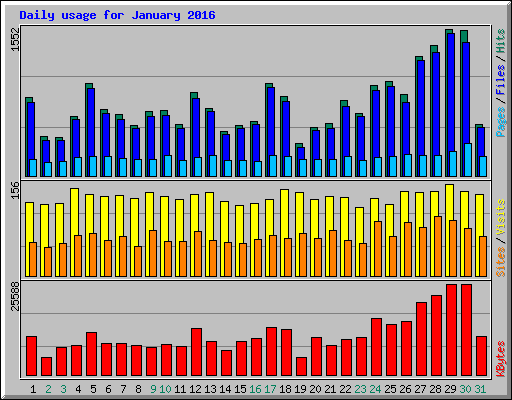 Daily usage for January 2016
1552
Pages / Files / Hits
156
Sites / Visits
25588
KBytes
1 2 3 4 5 6 7 8 9 10 11 12 13 14 15 16 17 18 19 20 21 22 23 24 25 26 27 28 29 30 31